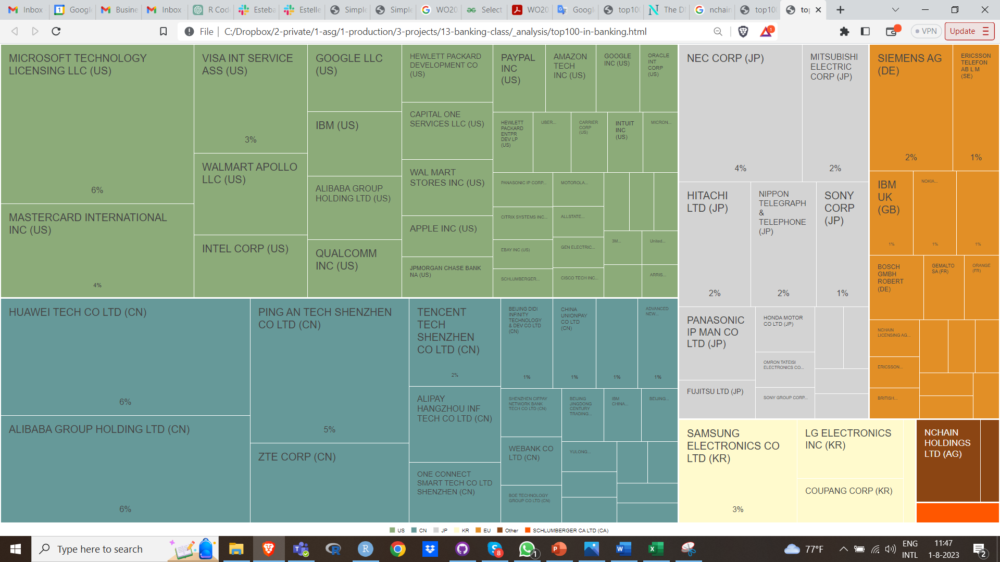 Inbox
Googl
Busine
Inbox
R Cod
Esteba
Estelle
Simple
Simple
WO20
Select
WO20
Googl
top100
The D
nchain
top100
top
File
C:/Dropbox/2-private/1-asg/1-production/3-projects/13-banking-class/_analysis/top100-in-banking.html
1
VPN
Update
MICROSOFT TECHNOLOGY
LICENSING LLC (US)
6%
MASTERCARD INTERNATIONAL
INC (US)
4%
VISA INT SERVICE
ASS (US)
3%
WALMART APOLLO
LLC (US)
INTEL CORP (US)
GOOGLE LLC
(US)
IBM (US)
ALIBABA GROUP
HOLDING LTD (US)
QUALCOMM
INC (US)
HEWLETT PACKARD
DEVELOPMENT CO
(US)
CAPITAL ONE
SERVICES LLC (US)
WAL MART
STORES INC (US)
APPLE INC (US)
JPMORGAN CHASE BANK
NA (US)
PAYPAL
INC
(US)
AMAZON
TECH
INC (US)
GOOGLE
INC (US)
ORACLE
INT
CORP
(US)
HEWLETT
PACKARD
ENTPR
DEV LP
(US)
UBER...
CARRIER
CORP
(US)
INTUIT
INC
(US)
MICRON...
PANASONIC IP CORP...
MOTOROLA...
CITRIX SYSTEMS INC...
ALLSTATE...
EBAY INC (US)
GEN ELECTRIC...
SCHLUMBERGER...
CISCO TECH INC...
3M...
United...
ARRIS...
NEC CORP (JP)
4%
MITSUBISHI
ELECTRIC
CORP (JP)
2%
HITACHI
LTD (JP)
2%
NIPPON
TELEGRAPH
&
TELEPHONE
(JP)
2%
SONY
CORP
(JP)
1%
PANASONIC
IP MAN CO
LTD (JP)
FUJITSU LTD (JP)
HONDA MOTOR
CO LTD (JP)
OMRON TATEISI
ELECTRONICS CO...
SONY GROUP CORP...
SIEMENS AG
(DE)
2%
ERICSSON
TELEFON
AB L M
(SE)
1%
IBM
UK
(GB)
1%
NOKIA...
1%
1%
BOSCH
GMBH
ROBERT
(DE)
GEMALTO
SA (FR)
ORANGE
(FR)
NCHAIN
LICENSING AG...
ERICSSON...
BRITISH...
HUAWEI TECH CO LTD (CN)
6%
ALIBABA GROUP HOLDING LTD (CN)
6%
PING AN TECH SHENZHEN
CO LTD (CN)
5%
ZTE CORP (CN)
TENCENT
TECH
SHENZHEN
CO LTD (CN)
2%
ALIPAY
HANGZHOU INF
TECH CO LTD (CN)
ONE CONNECT
SMART TECH CO LTD
SHENZHEN (CN)
BEIJING DIDI
INFINITY
TECHNOLOGY
& DEV CO LTD
(CN)
1%
CHINA
UNIONPAY
CO LTD
(CN)
1%
1%
ADVANCED
NEW...
1%
SHENZHEN CIFPAY
NETWORK BANK
TECH CO LTD (CN)
BEIJING
JINGDONG
CENTURY
TRADING...
IBM
CHINA...
BEIJING...
WEBANK CO
LTD (CN)
YULONG...
BOE TECHNOLOGY
GROUP CO LTD (CN)
SAMSUNG
ELECTRONICS CO
LTD (KR)
3%
LG ELECTRONICS
INC (KR)
COUPANG CORP (KR)
NCHAIN
HOLDINGS
LTD (AG)
US
CN
JP
KR
EU
Other
SCHLUMBERGER CA LTD (CA)
Type here to search
8
1
77°F
ENG
INTL
11:47
1-8-2023
2